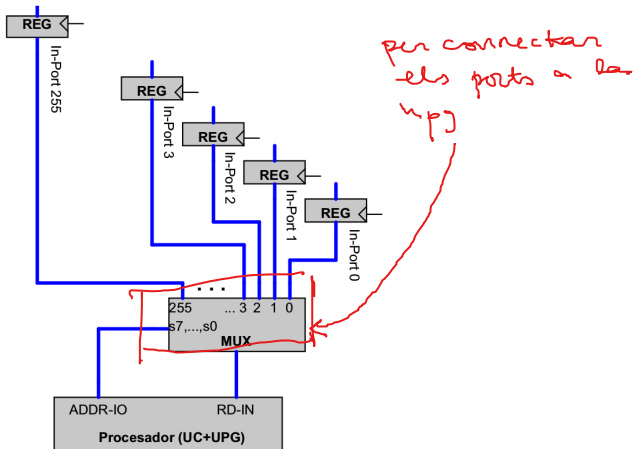 REG
In-Port 255
REG
In-Port 3
REG
In-Port 2
REG
In-Port 1
REG
In-Port 0
per connectar
els ports a la
upg
...
255 ... 3 2 1 0
s7,...,s0
MUX
ADDR-IO RD-IN
Procesador (UC+UPG)